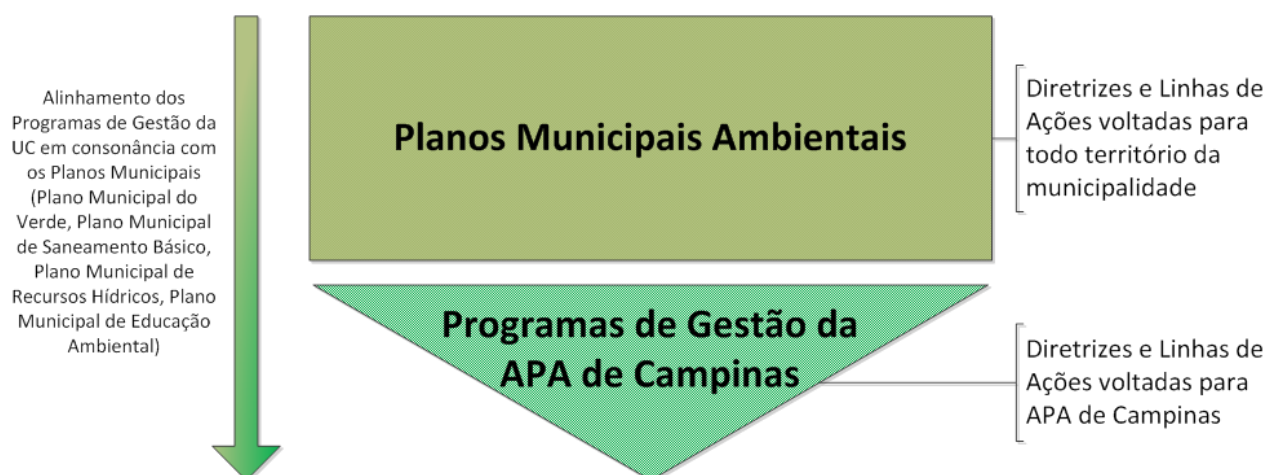 Alinhamento dos
Programas de Gestão da
UC em consonância com
os Planos Municipais
(Plano Municipal do
Verde, Plano Municipal
de Saneamento Básico,
Plano Municipal de
Recursos Hídricos, Plano
Municipal de Educação
Ambiental)
Planos Municipais Ambientais
Diretrizes e Linhas de
Ações voltadas para
todo território da
municipalidade
Programas de Gestão da
APA de Campinas
Diretrizes e Linhas de
Ações voltadas para
APA de Campinas